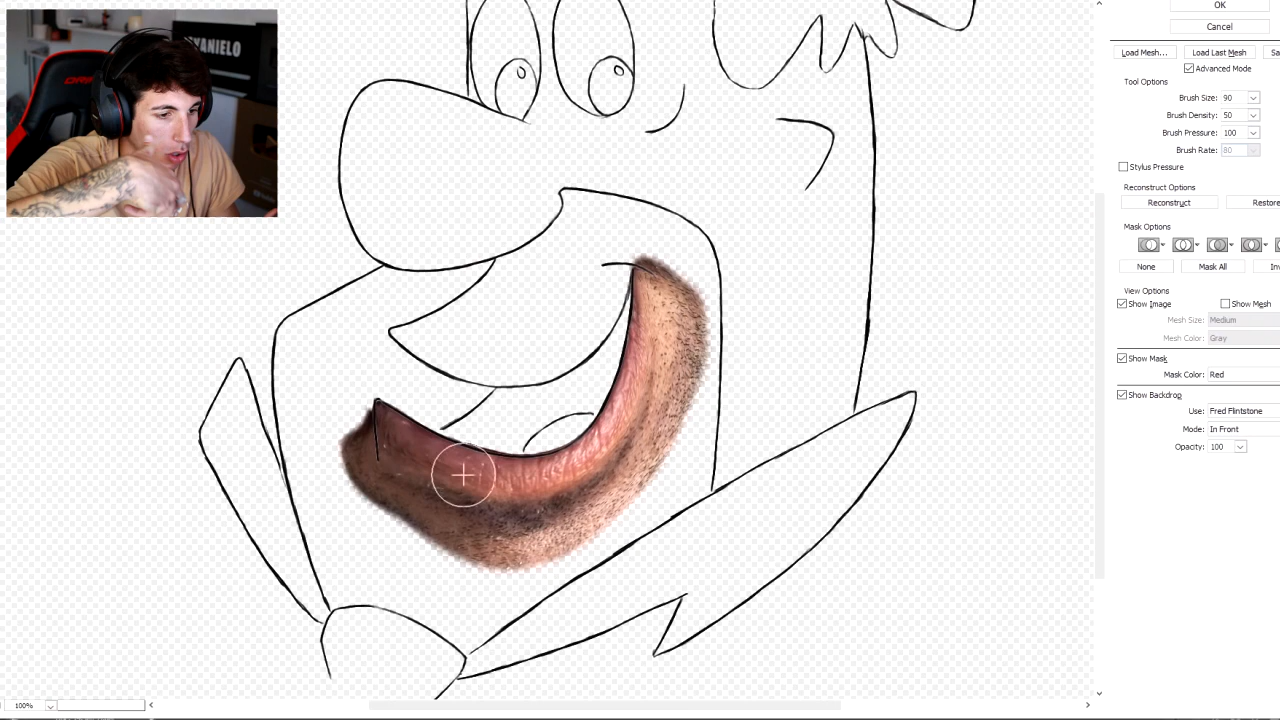 YANIELO
OK
Cancel
Load Mesh...
Load Last Mesh
Sa
Advanced Mode
Tool Options
Brush Size: 90
Brush Density: 50
Brush Pressure: 100
Brush Rate: 80
Stylus Pressure
Reconstruct Options
Reconstruct
Restore
Mask Options
None
Mask All
Inv
View Options
Show Image
Show Mesh
Mesh Size: Medium
Mesh Color: Gray
Show Mask
Mask Color: Red
Show Backdrop
Use: Fred Flintstone
Mode: In Front
Opacity: 100
100%